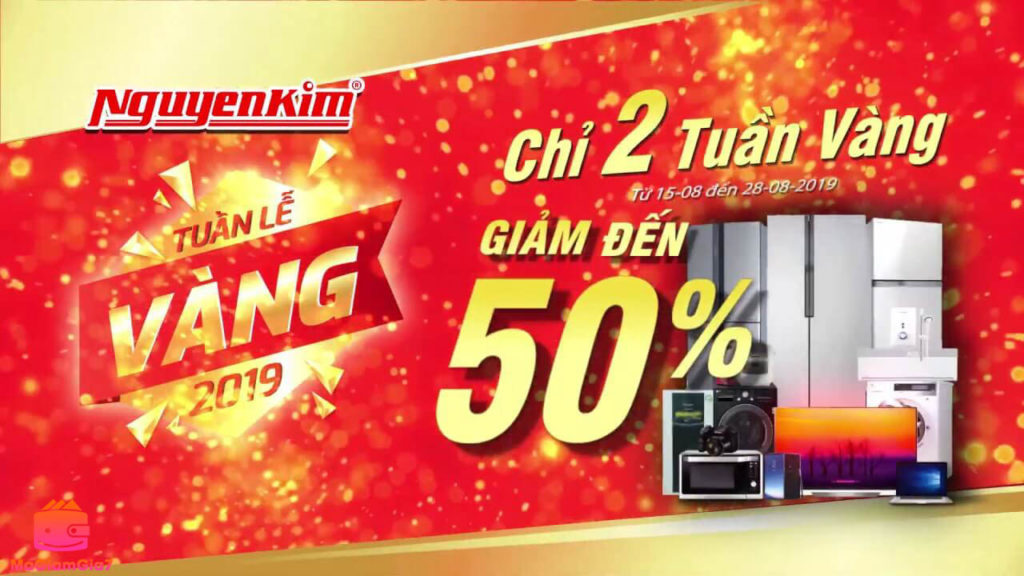 NguyenKim®
TUẦN LỄ
VÀNG
2019
Chỉ 2 Tuần Vàng
Từ 15-08 đến 28-08-2019
GIẢM ĐẾN
50%
MaGiamGia7